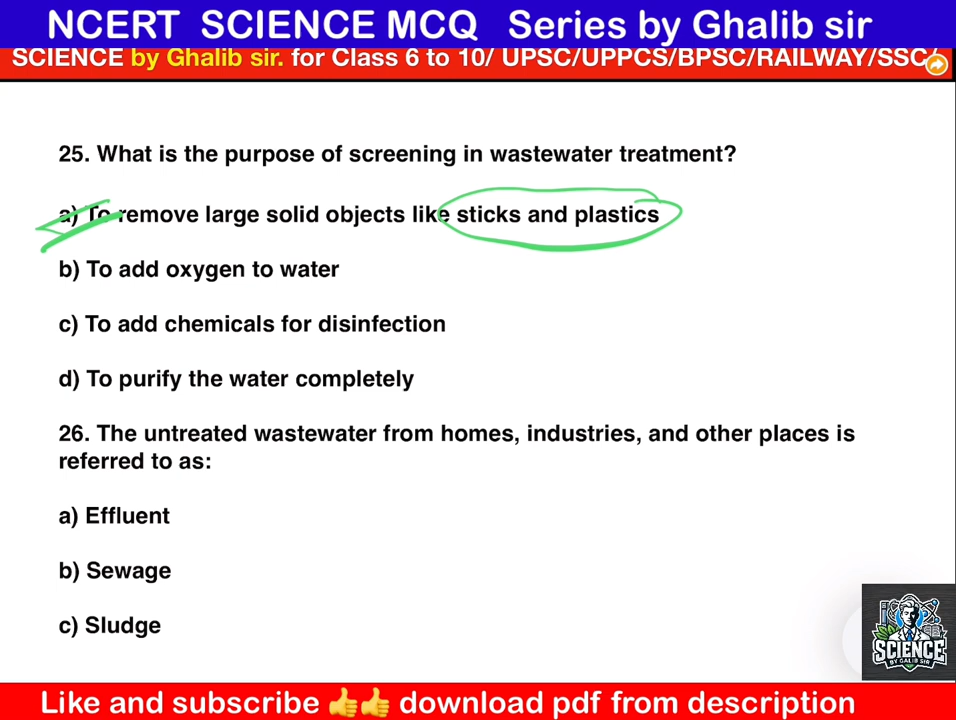 NCERT SCIENCE MCQ Series by Ghalib sir
SCIENCE by Ghalib sir. for Class 6 to 10/ UPSC/UPPCS/BPSC/RAILWAY/SSC/
25. What is the purpose of screening in wastewater treatment?
a) To remove large solid objects like sticks and plastics
b) To add oxygen to water
c) To add chemicals for disinfection
d) To purify the water completely
26. The untreated wastewater from homes, industries, and other places is
referred to as:
a) Effluent
b) Sewage
c) Sludge
SCIENCE
BY GALIB SIR
Like and subscribe 👍👍 download pdf from description